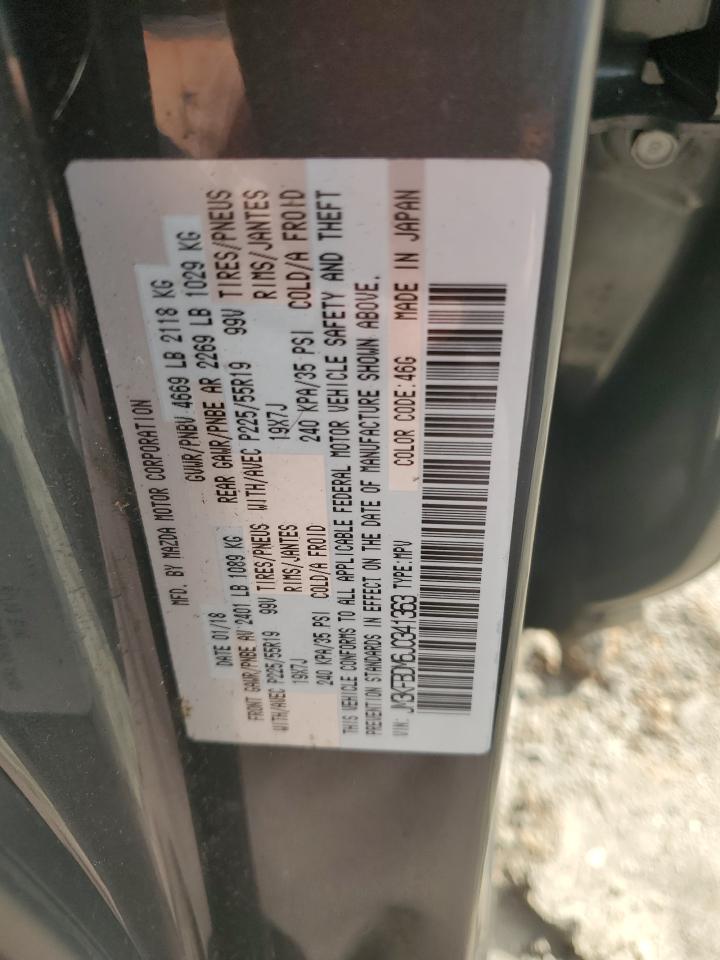 MFD. BY MAZDA MOTOR CORPORATION
DATE 01/18 GVWR/PNBV 4669 LB 2118 KG
FRONT GAWR/PNBE AV 2401 LB 1089 KG REAR GAWR/PNBE AR 2269 LB 1029 KG
WITH/AVEC P225/55R19 99V TIRES/PNEUS WITH/AVEC P225/55R19 99V TIRES/PNEUS
19X7J RIMS/JANTES 19X7J RIMS/JANTES
240 KPA/35 PSI COLD/A FROID 240 KPA/35 PSI COLD/A FROID
THIS VEHICLE CONFORMS TO ALL APPLICABLE FEDERAL MOTOR VEHICLE SAFETY AND THEFT
PREVENTION STANDARDS IN EFFECT ON THE DATE OF MANUFACTURE SHOWN ABOVE.
VIN: JM3KFBDM6J0341363 TYPE:MPV COLOR CODE:46G MADE IN JAPAN